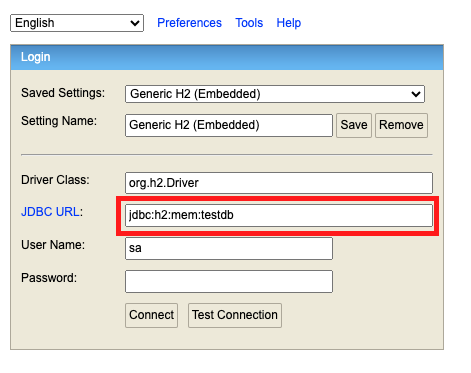 English Preferences Tools Help
Login
Saved Settings: Generic H2 (Embedded)
Setting Name: Generic H2 (Embedded) Save Remove
Driver Class: org.h2.Driver
JDBC URL: jdbc:h2:mem:testdb
User Name: sa
Password:
Connect Test Connection